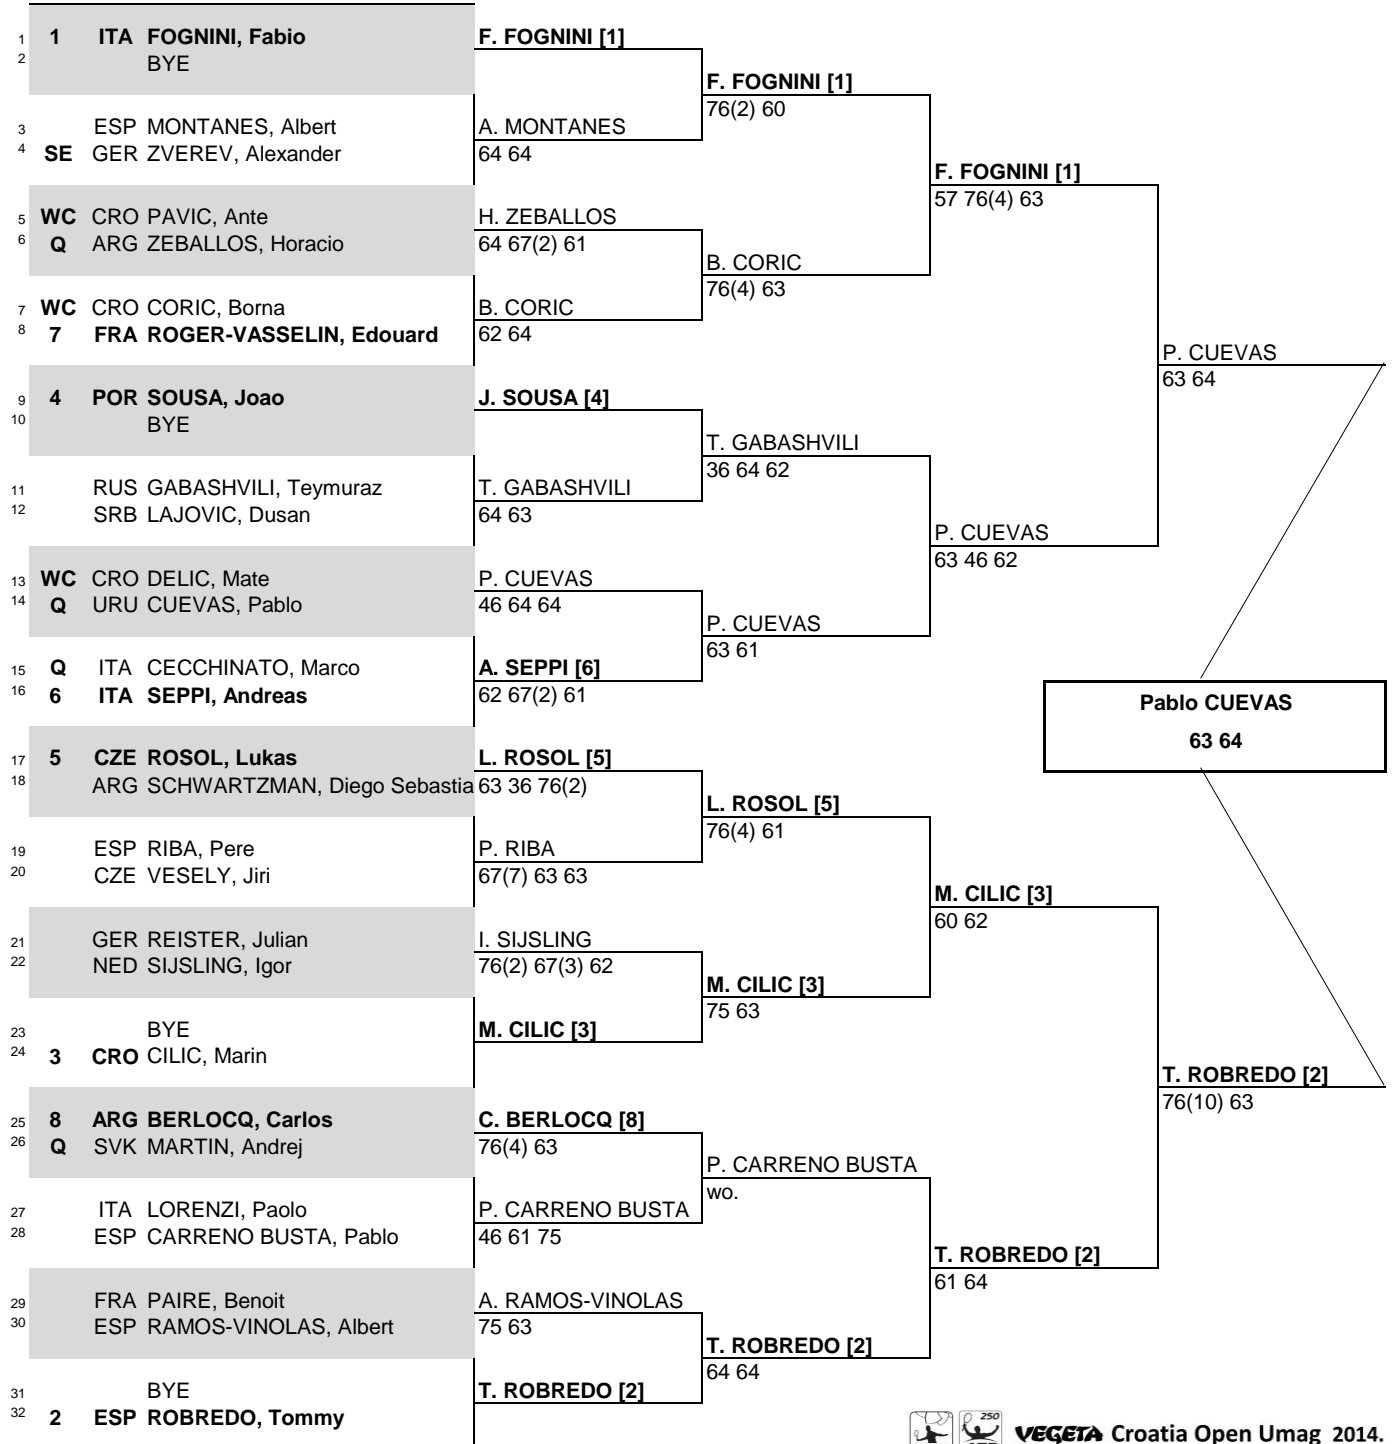 1 1 ITA FOGNINI, Fabio
2 BYE
3 ESP MONTANES, Albert
4 SE GER ZVEREV, Alexander
5 WC CRO PAVIC, Ante
6 Q ARG ZEBALLOS, Horacio
7 WC CRO CORIC, Borna
8 7 FRA ROGER-VASSELIN, Edouard
9 4 POR SOUSA, Joao
10 BYE
11 RUS GABASHVILI, Teymuraz
12 SRB LAJOVIC, Dusan
13 WC CRO DELIC, Mate
14 Q URU CUEVAS, Pablo
15 Q ITA CECCHINATO, Marco
16 6 ITA SEPPI, Andreas
17 5 CZE ROSOL, Lukas
18 ARG SCHWARTZMAN, Diego Sebastia
19 ESP RIBA, Pere
20 CZE VESELY, Jiri
21 GER REISTER, Julian
22 NED SIJSLING, Igor
23 BYE
24 3 CRO CILIC, Marin
25 8 ARG BERLOCQ, Carlos
26 Q SVK MARTIN, Andrej
27 ITA LORENZI, Paolo
28 ESP CARRENO BUSTA, Pablo
29 FRA PAIRE, Benoit
30 ESP RAMOS-VINOLAS, Albert
31 BYE
32 2 ESP ROBREDO, Tommy
F. FOGNINI [1]
A. MONTANES
64 64
H. ZEBALLOS
64 67(2) 61
B. CORIC
62 64
J. SOUSA [4]
T. GABASHVILI
64 63
P. CUEVAS
46 64 64
A. SEPPI [6]
62 67(2) 61
L. ROSOL [5]
63 36 76(2)
P. RIBA
67(7) 63 63
I. SIJSLING
76(2) 67(3) 62
M. CILIC [3]
C. BERLOCQ [8]
76(4) 63
P. CARRENO BUSTA
46 61 75
A. RAMOS-VINOLAS
75 63
T. ROBREDO [2]
F. FOGNINI [1]
76(2) 60
B. CORIC
76(4) 63
T. GABASHVILI
36 64 62
P. CUEVAS
63 61
L. ROSOL [5]
76(4) 61
M. CILIC [3]
75 63
P. CARRENO BUSTA
wo.
T. ROBREDO [2]
64 64
F. FOGNINI [1]
57 76(4) 63
P. CUEVAS
63 46 62
M. CILIC [3]
60 62
T. ROBREDO [2]
61 64
P. CUEVAS
63 64
T. ROBREDO [2]
76(10) 63
Pablo CUEVAS
63 64
250
VEGETA Croatia Open Umag 2014.